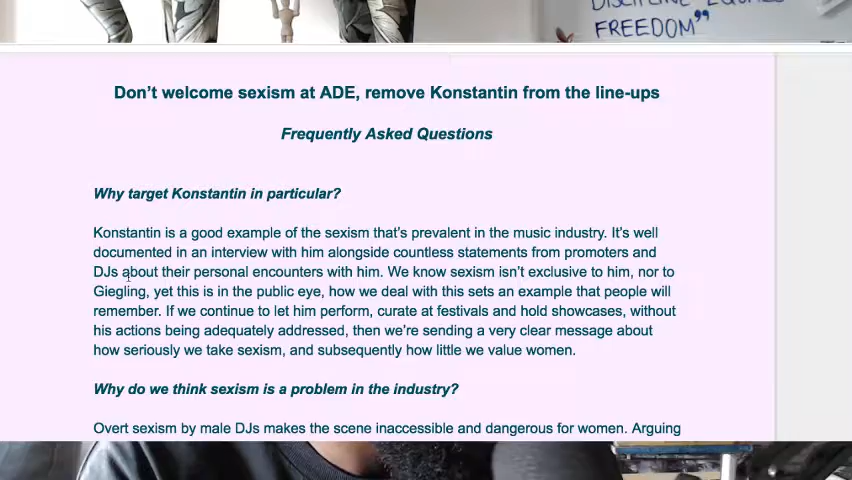 FREEDOM”
Don’t welcome sexism at ADE, remove Konstantin from the line-ups
Frequently Asked Questions
Why target Konstantin in particular?
Konstantin is a good example of the sexism that’s prevalent in the music industry. It’s well
documented in an interview with him alongside countless statements from promoters and
DJs about their personal encounters with him. We know sexism isn’t exclusive to him, nor to
Giegling, yet this is in the public eye, how we deal with this sets an example that people will
remember. If we continue to let him perform, curate at festivals and hold showcases, without
his actions being adequately addressed, then we’re sending a very clear message about
how seriously we take sexism, and subsequently how little we value women.
Why do we think sexism is a problem in the industry?
Overt sexism by male DJs makes the scene inaccessible and dangerous for women. Arguing